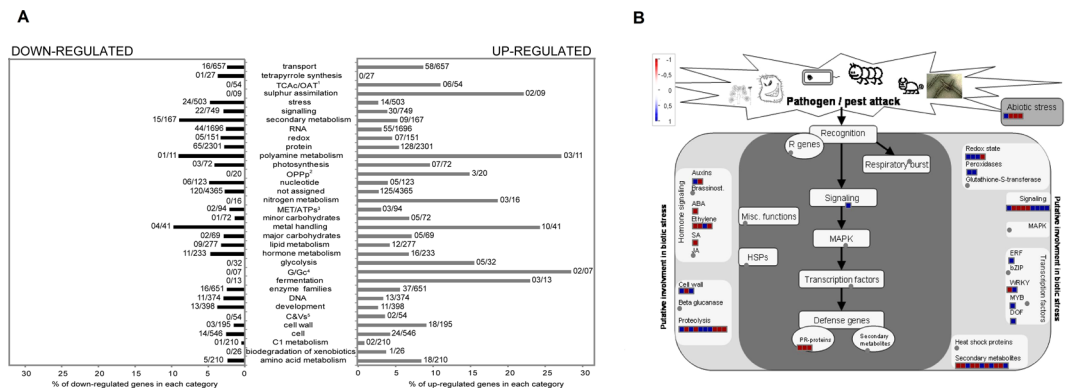 A
DOWN-REGULATED
UP-REGULATED
16/657 transport 58/657
01/27 tetrapyrrole synthesis 0/27
0/54 TCAc/OAT¹ 06/54
0/09 sulphur assimilation 02/09
24/503 stress 14/503
22/749 signalling 30/749
15/167 secondary metabolism 09/167
44/1696 RNA 55/1696
05/151 redox 07/151
65/2301 protein 128/2301
01/11 polyamine metabolism 03/11
03/72 photosynthesis 07/72
0/20 OPPp² 3/20
06/123 nucleotide 05/123
120/4365 not assigned 125/4365
0/16 nitrogen metabolism 03/16
02/94 MET/ATPs³ 03/94
01/72 minor carbohydrates 05/72
04/41 metal handling 10/41
02/69 major carbohydrates 05/69
09/277 lipid metabolism 12/277
11/233 hormone metabolism 16/233
0/32 glycolysis 05/32
0/07 G/Gc⁴ 02/07
0/13 fermentation 03/13
16/651 enzyme families 37/651
11/374 DNA 13/374
13/398 development 11/398
0/54 C&Vs⁵ 02/54
03/195 cell wall 18/195
14/546 cell 24/546
01/210 C1 metabolism 02/210
0/26 biodegradation of xenobiotics 1/26
5/210 amino acid metabolism 18/210
30 25 20 15 10 5 0
0 5 10 15 20 25 30
% of down-regulated genes in each category
% of up-regulated genes in each category
B
-1
-0.5
0
0.5
1
Pathogen / pest attack
Abiotic stress
Recognition
R genes
Respiratory burst
Signaling
Misc. functions
MAPK
HSPs
Transcription factors
Defense genes
PR-proteins
Secondary metabolites
Putative involvement in biotic stress
Hormone signaling
Auxins
Brassinost.
ABA
Ethylene
SA
JA
Cell wall
Beta glucanase
Proteolysis
Redox state
Peroxidases
Glutathione-S-transferase
Signaling
MAPK
ERF
bZIP
WRKY
MYB
DOF
Transcription factors
Putative involvement in biotic stress
Heat shock proteins
Secondary metabolites